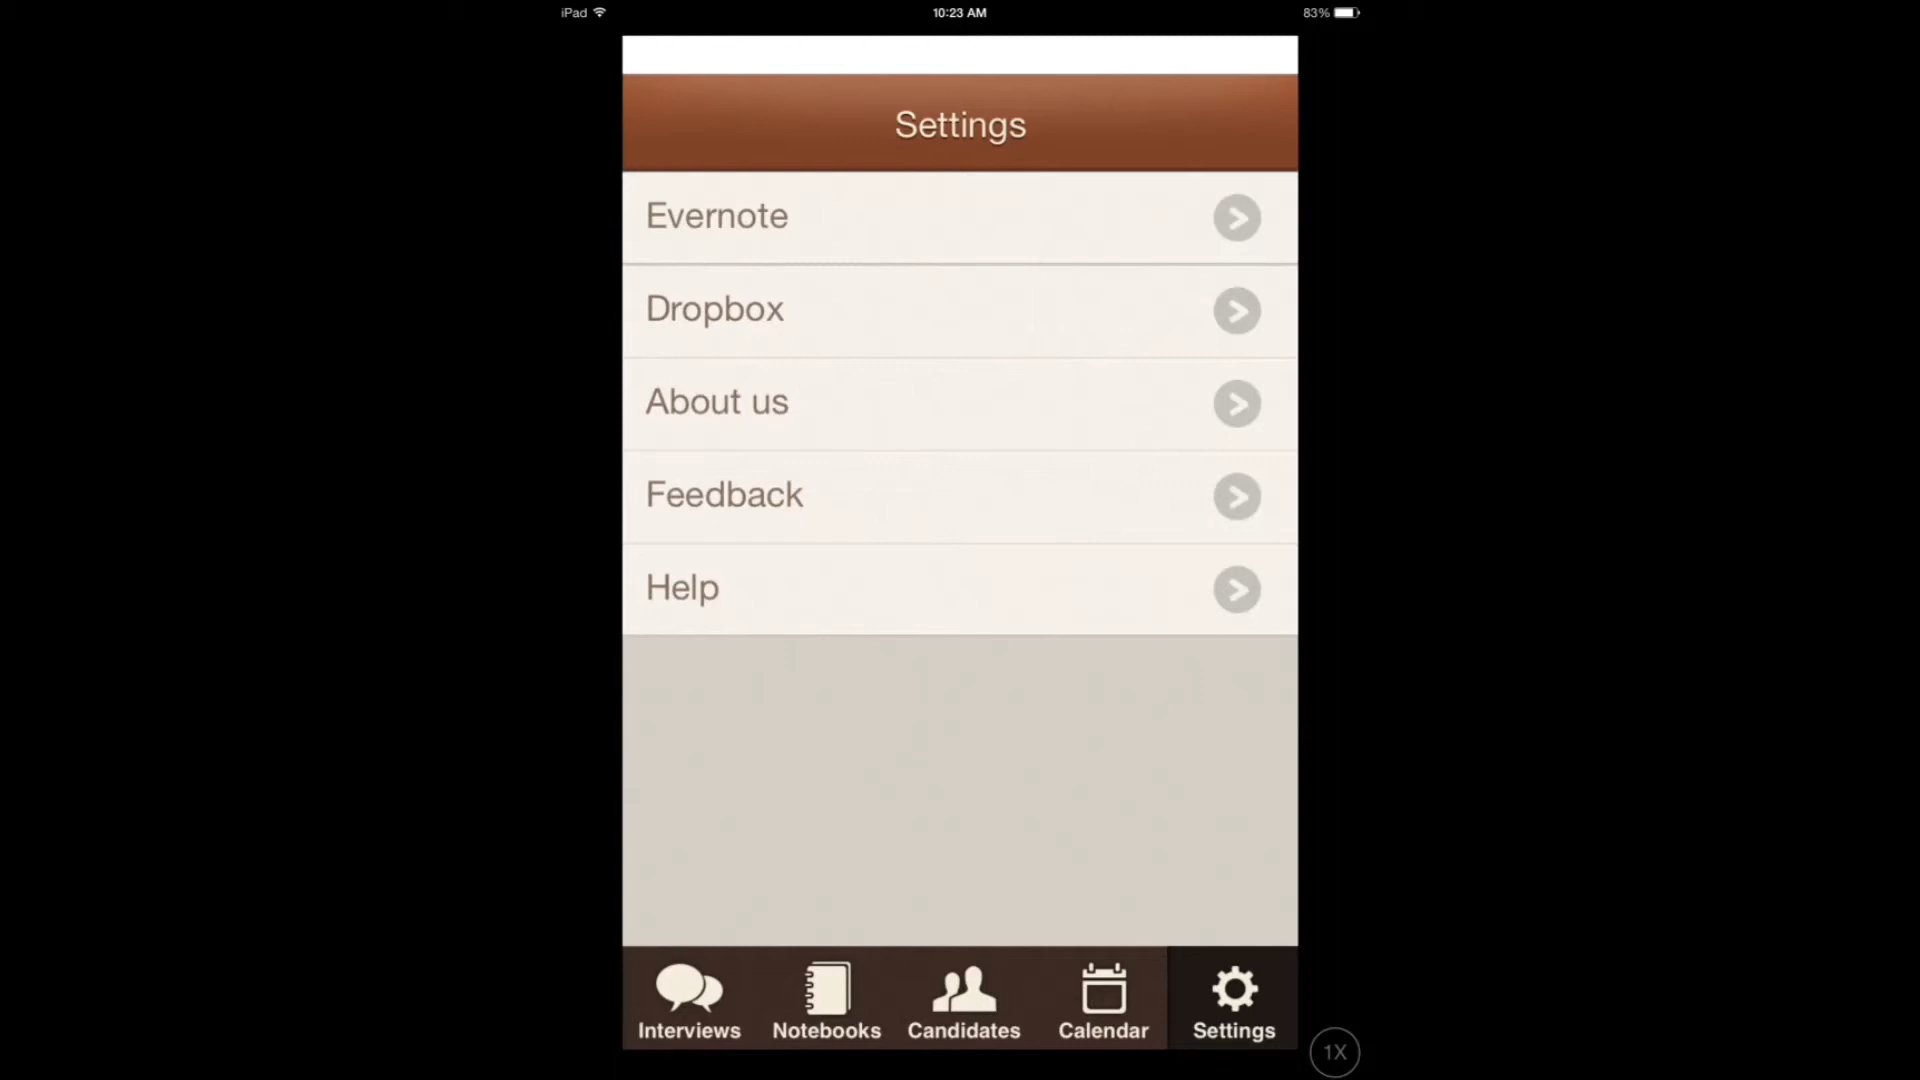 iPad 10:23 AM 83%
Settings
Evernote
Dropbox
About us
Feedback
Help
Interviews Notebooks Candidates Calendar Settings
1X